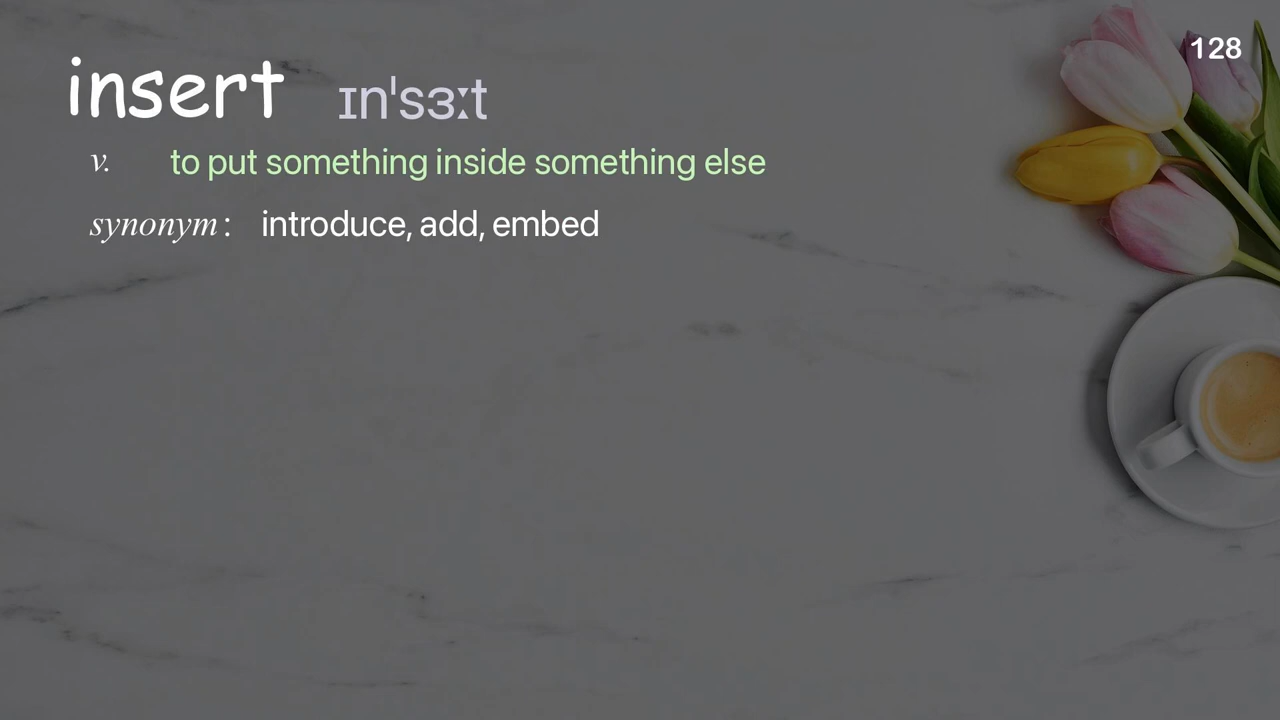 128
insert ɪnˈsɜːt
v. to put something inside something else
synonym: introduce, add, embed